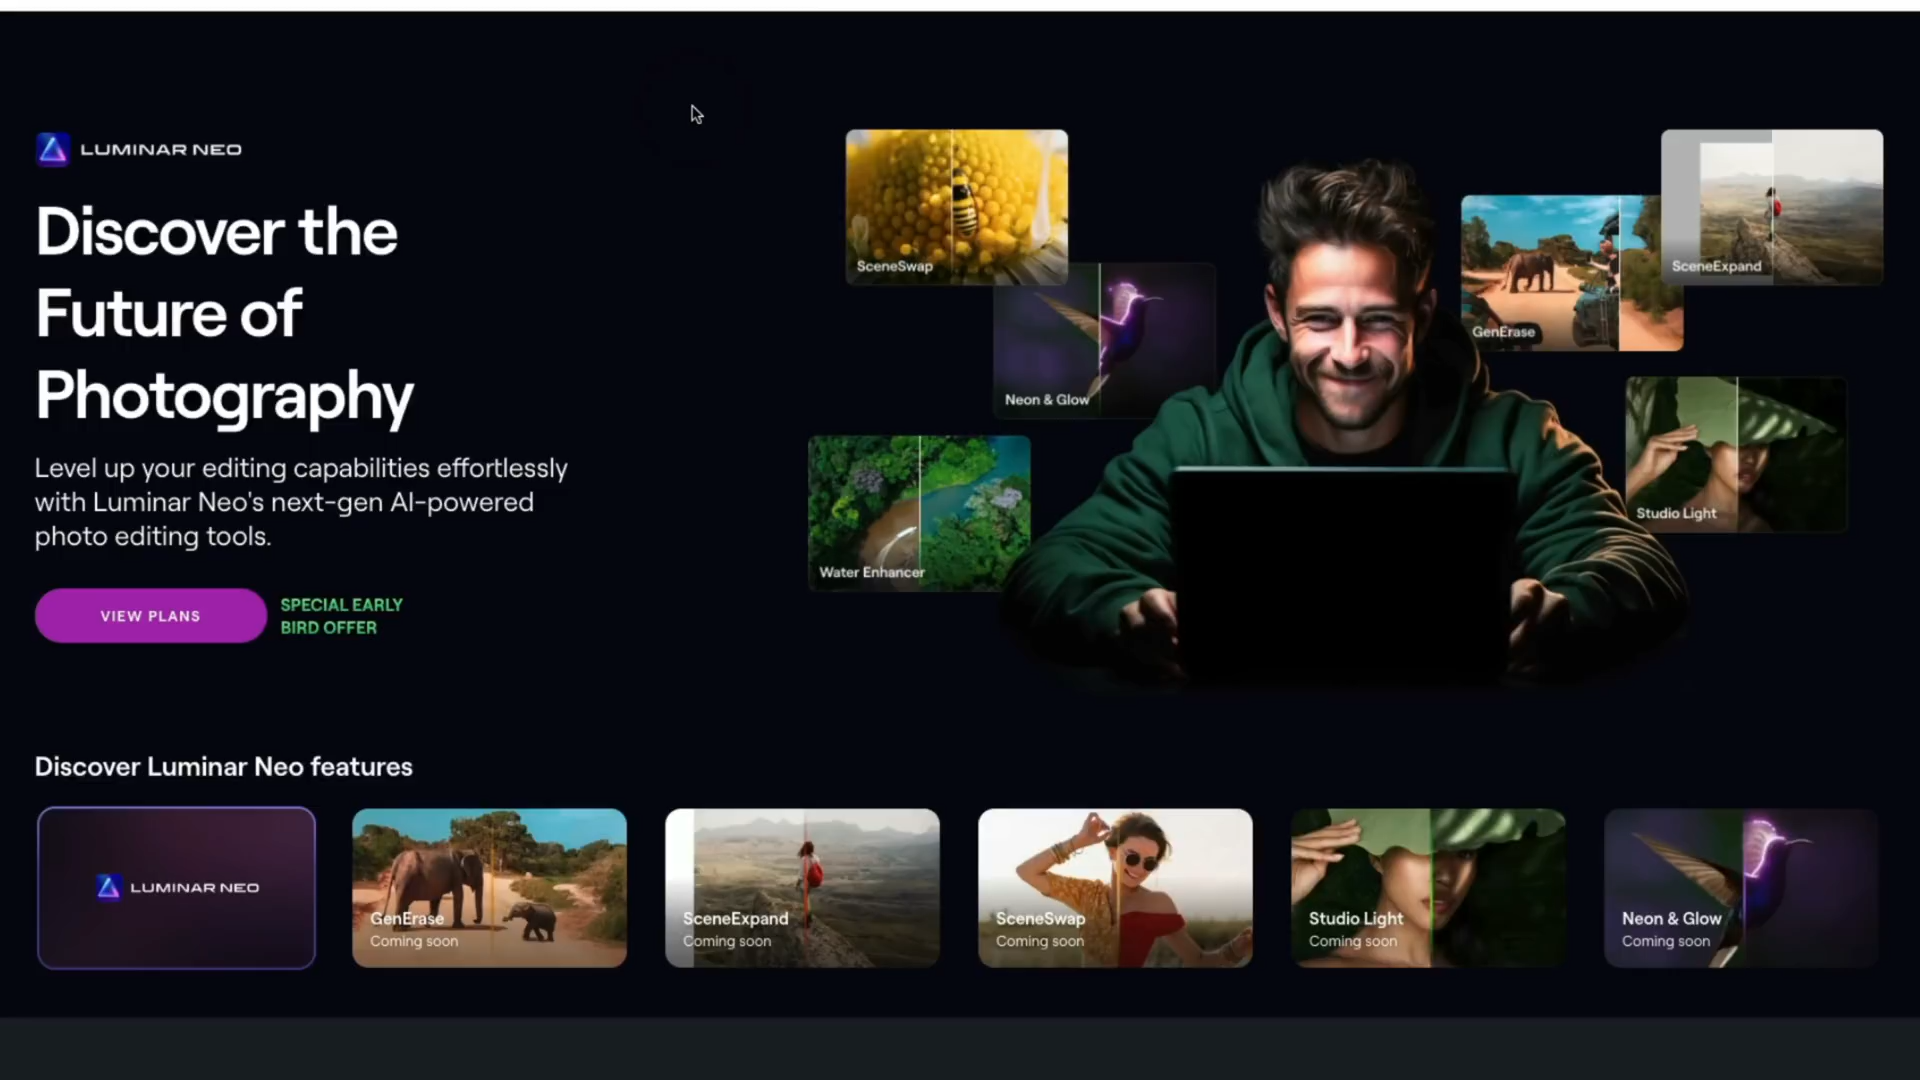 LUMINAR NEO
Discover the
Future of
Photography
Level up your editing capabilities effortlessly
with Luminar Neo's next-gen AI-powered
photo editing tools.
VIEW PLANS
SPECIAL EARLY
BIRD OFFER
SceneSwap
Neon & Glow
Water Enhancer
GenErase
SceneExpand
Studio Light
Discover Luminar Neo features
LUMINAR NEO
GenErase
Coming soon
SceneExpand
Coming soon
SceneSwap
Coming soon
Studio Light
Coming soon
Neon & Glow
Coming soon